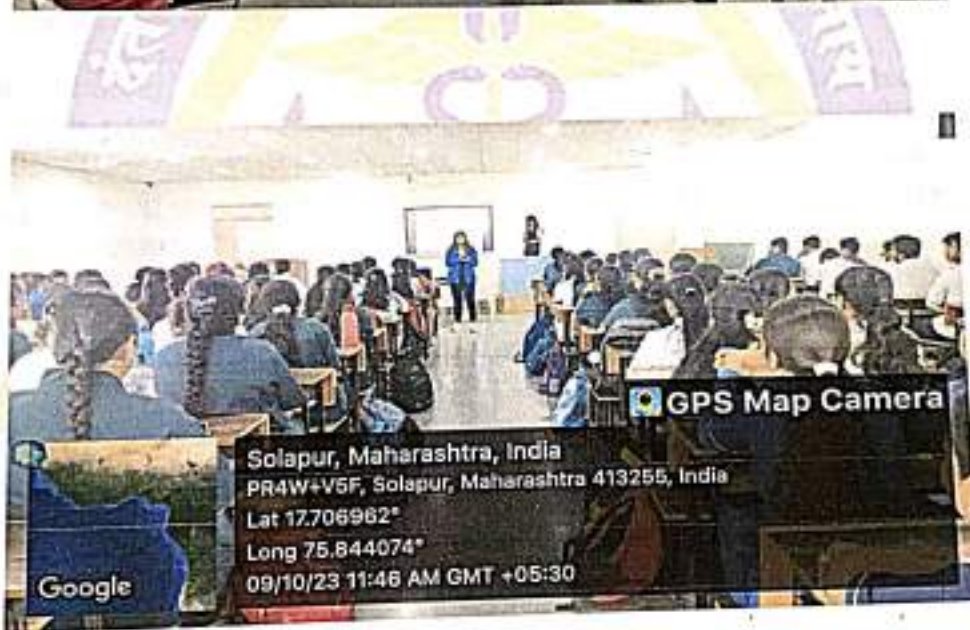 GPS Map Camera
Solapur, Maharashtra, India
PR4W+V5F, Solapur, Maharashtra 413255, India
Lat 17.706962°
Long 75.844074°
09/10/23 11:46 AM GMT +05:30
Google